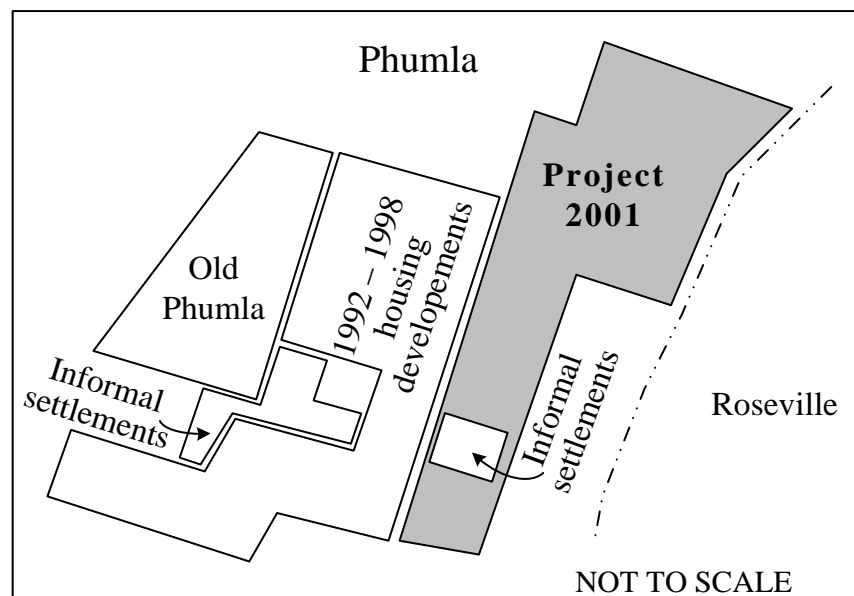 Phumla
Project
2001
Old
Phumla
1992 – 1998
housing
developements
Informal
settlements
Informal
settlements
Roseville
NOT TO SCALE